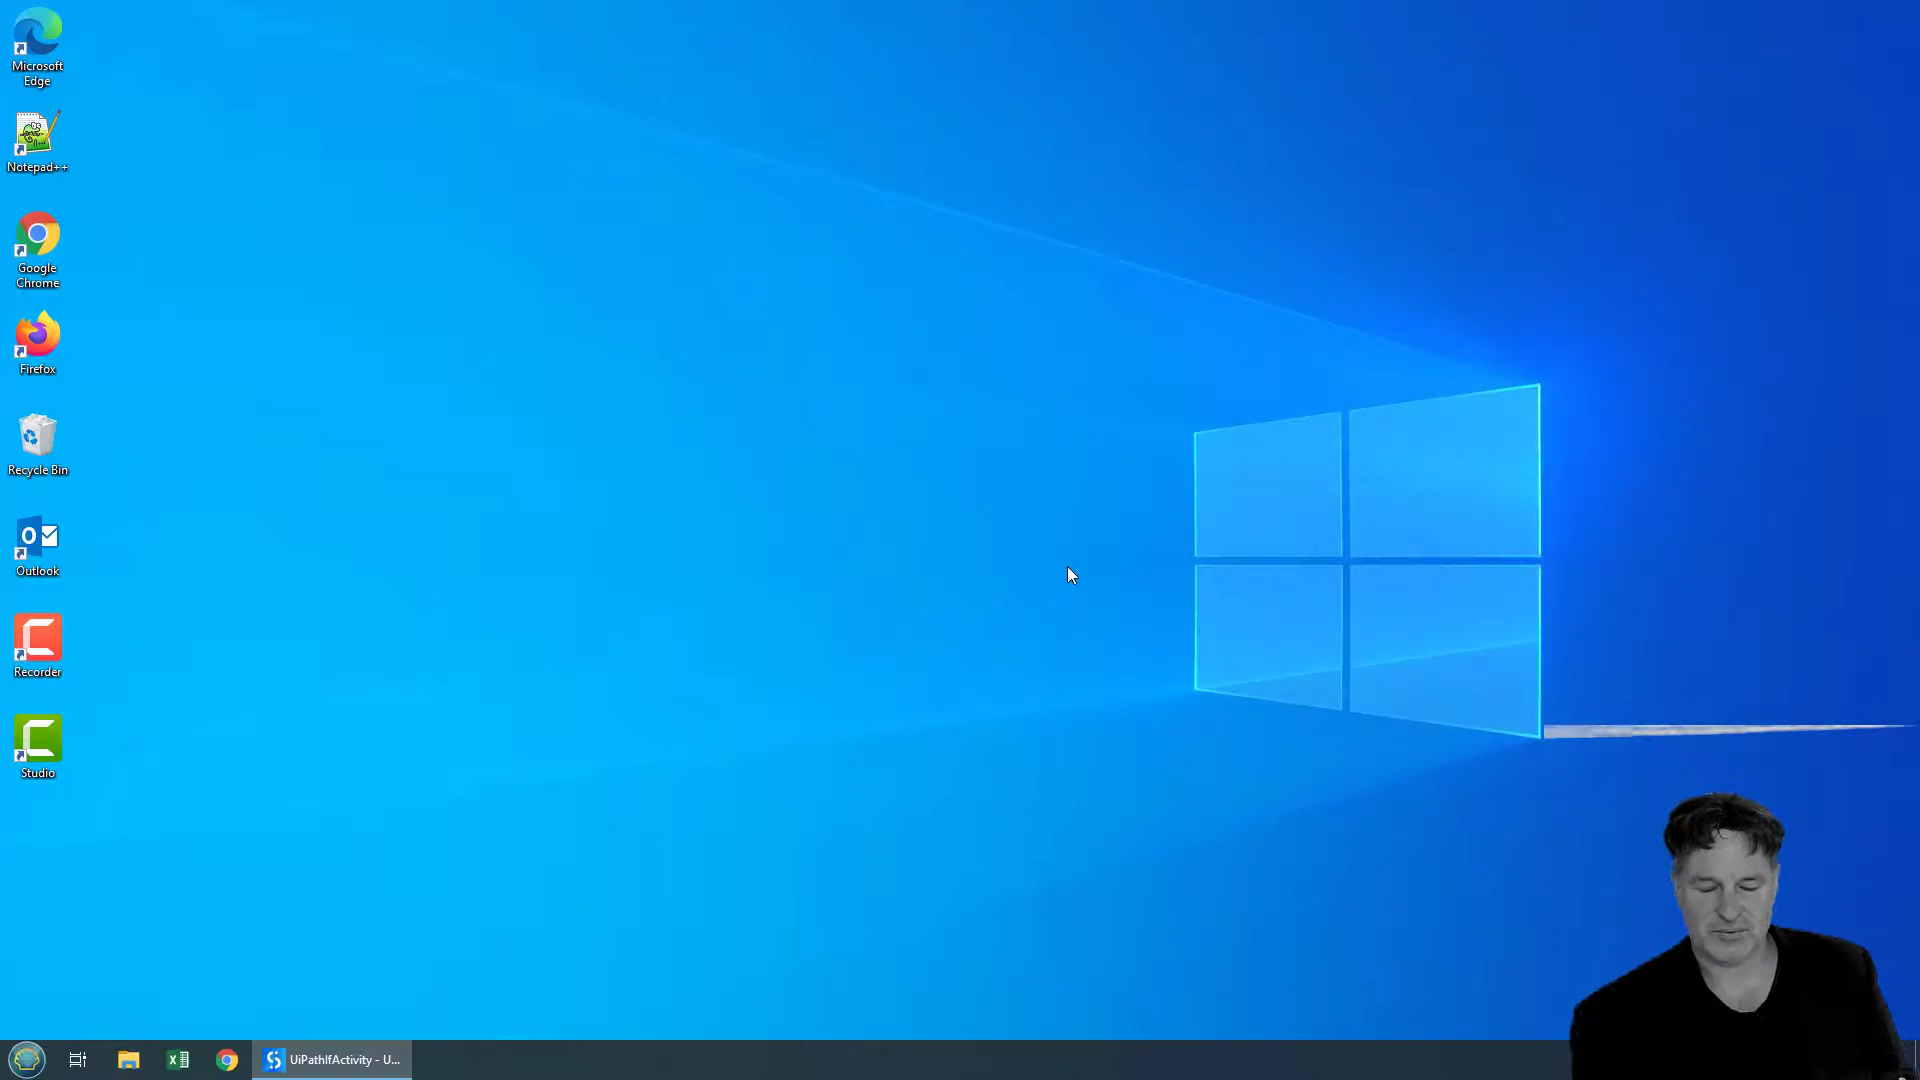 Microsoft
Edge
Notepad++
Google
Chrome
Firefox
Recycle Bin
Outlook
Recorder
Studio
UiPathIfActivity - U...